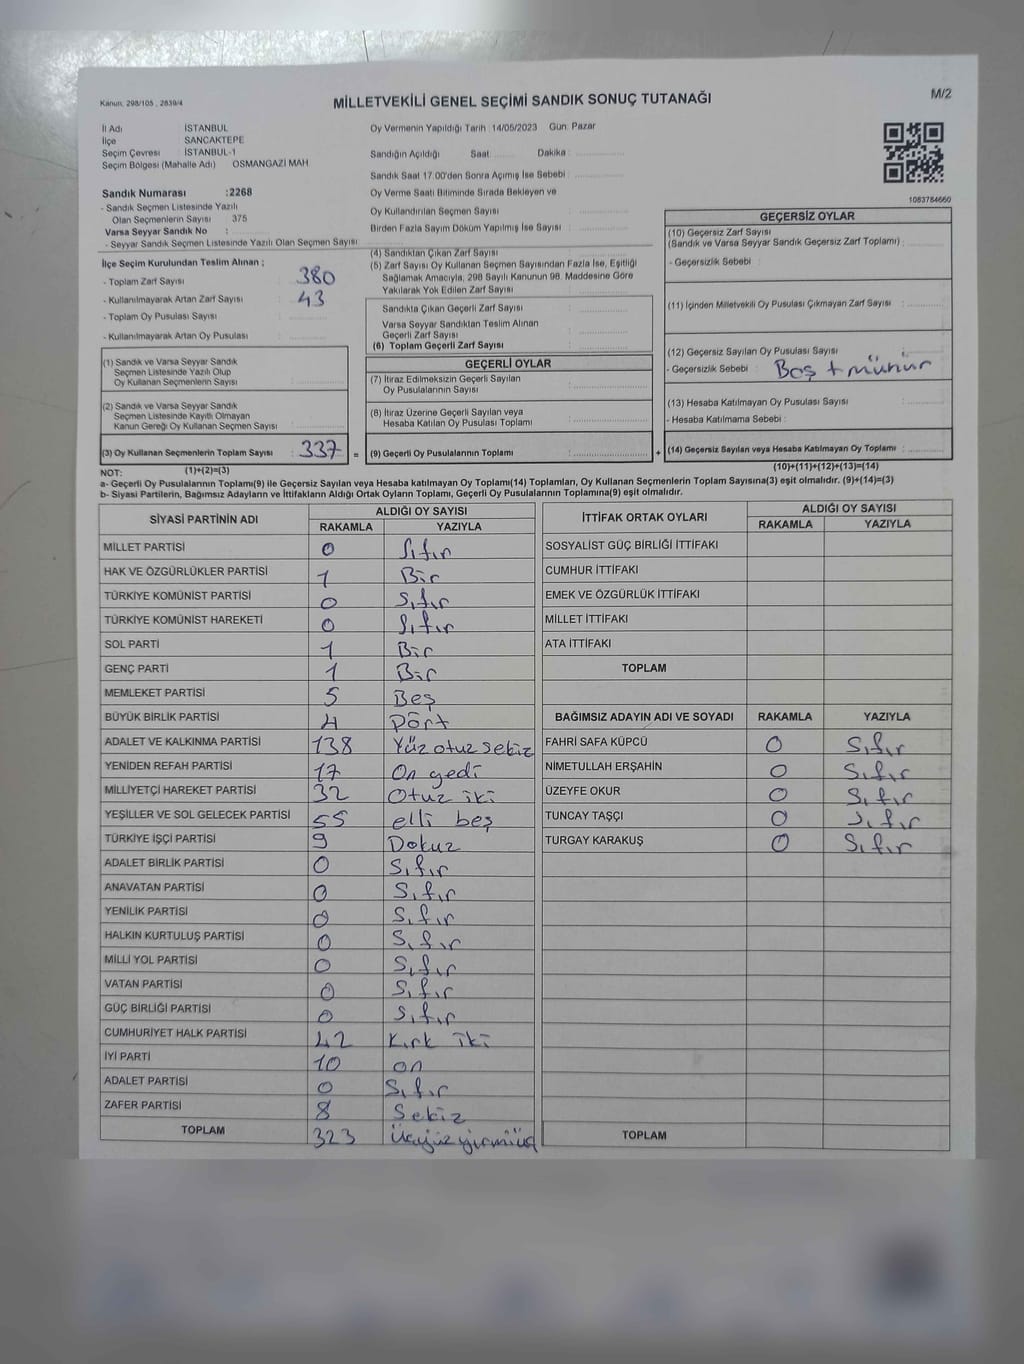 Kanun: 298/105 , 2839/4
MİLLETVEKİLİ GENEL SEÇİMİ SANDIK SONUÇ TUTANAĞI
M/2
İl Adı İSTANBUL
İlçe SANCAKTEPE
Seçim Çevresi İSTANBUL-1
Seçim Bölgesi (Mahalle Adı) OSMANGAZİ MAH
Sandık Numarası :2268
- Sandık Seçmen Listesinde Yazılı
Olan Seçmenlerin Sayısı : 375
Varsa Seyyar Sandık No :
- Seyyar Sandık Seçmen Listesinde Yazılı Olan Seçmen Sayısı
Oy Vermenin Yapıldığı Tarih :14/05/2023 Gün: Pazar
Sandığın Açıldığı Saat: Dakika :
Sandık Saat 17:00'den Sonra Açımış İse Sebebi :
Oy Verme Saati Bitiminde Sırada Bekleyen ve
Oy Kullandırılan Seçmen Sayısı :
Birden Fazla Sayım Döküm Yapılmış İse Sayısı :
1083784660
İlçe Seçim Kurulundan Teslim Alınan ;
- Toplam Zarf Sayısı : 380
- Kullanılmayarak Artan Zarf Sayısı : 43
- Toplam Oy Pusulası Sayısı :
- Kullanılmayarak Artan Oy Pusulası :
(4) Sandıktan Çıkan Zarf Sayısı :
(5) Zarf Sayısı Oy Kullanan Seçmen Sayısından Fazla İse, Eşitliği
Sağlamak Amacıyla, 298 Sayılı Kanunun 98. Maddesine Göre
Yakılarak Yok Edilen Zarf Sayısı :
Sandıkta Çıkan Geçerli Zarf Sayısı :
Varsa Seyyar Sandıktan Teslim Alınan
Geçerli Zarf Sayısı :
(6) Toplam Geçerli Zarf Sayısı :
GEÇERSİZ OYLAR
(10) Geçersiz Zarf Sayısı
(Sandık ve Varsa Seyyar Sandık Geçersiz Zarf Toplamı) :
- Geçersizlik Sebebi :
(11) İçinden Milletvekili Oy Pusulası Çıkmayan Zarf Sayısı :
(12) Geçersiz Sayılan Oy Pusulası Sayısı :
- Geçersizlik Sebebi : Boş + mühür
(13) Hesaba Katılmayan Oy Pusulası Sayısı :
- Hesaba Katılmama Sebebi :
(14) Geçersiz Sayılan veya Hesaba Katılmayan Oy Toplamı :
(10)+(11)+(12)+(13)=(14)
(1) Sandık ve Varsa Seyyar Sandık
Seçmen Listesinde Yazılı Olup
Oy Kullanan Seçmenlerin Sayısı :
(2) Sandık ve Varsa Seyyar Sandık
Seçmen Listesinde Kayıtlı Olmayan
Kanun Gereği Oy Kullanan Seçmen Sayısı :
(3) Oy Kullanan Seçmenlerin Toplam Sayısı : 337 =
GEÇERLİ OYLAR
(7) İtiraz Edilmeksizin Geçerli Sayılan
Oy Pusulalarının Sayısı :
(8) İtiraz Üzerine Geçerli Sayılan veya
Hesaba Katılan Oy Pusulası Toplamı :
(9) Geçerli Oy Pusulalarının Toplamı : +
NOT: (1)+(2)=(3)
a- Geçerli Oy Pusulalarının Toplamı(9) ile Geçersiz Sayılan veya Hesaba katılmayan Oy Toplamı(14) Toplamları, Oy Kullanan Seçmenlerin Toplam Sayısına(3) eşit olmalıdır. (9)+(14)=(3)
b- Siyasi Partilerin, Bağımsız Adayların ve İttifakların Aldığı Ortak Oyların Toplamı, Geçerli Oy Pusulalarının Toplamına(9) eşit olmalıdır.
SİYASİ PARTİNİN ADI ALDIĞI OY SAYISI
RAKAMLA YAZIYLA
MİLLET PARTİSİ 0 Sıfır
HAK VE ÖZGÜRLÜKLER PARTİSİ 1 Bir
TÜRKİYE KOMÜNİST PARTİSİ 0 Sıfır
TÜRKİYE KOMÜNİST HAREKETİ 0 Sıfır
SOL PARTİ 1 Bir
GENÇ PARTİ 1 Bir
MEMLEKET PARTİSİ 5 Beş
BÜYÜK BİRLİK PARTİSİ 4 Dört
ADALET VE KALKINMA PARTİSİ 138 Yüz otuz sekiz
YENİDEN REFAH PARTİSİ 17 On yedi
MİLLİYETÇİ HAREKET PARTİSİ 32 Otuz iki
YEŞİLLER VE SOL GELECEK PARTİSİ 55 elli beş
TÜRKİYE İŞÇİ PARTİSİ 9 Dokuz
ADALET BİRLİK PARTİSİ 0 Sıfır
ANAVATAN PARTİSİ 0 Sıfır
YENİLİK PARTİSİ 0 Sıfır
HALKIN KURTULUŞ PARTİSİ 0 Sıfır
MİLLİ YOL PARTİSİ 0 Sıfır
VATAN PARTİSİ 0 Sıfır
GÜÇ BİRLİĞİ PARTİSİ 0 Sıfır
CUMHURİYET HALK PARTİSİ 42 Kırk iki
İYİ PARTİ 10 on
ADALET PARTİSİ 0 Sıfır
ZAFER PARTİSİ 8 Sekiz
TOPLAM 323 Üçyüzyirmiüç
İTTİFAK ORTAK OYLARI ALDIĞI OY SAYISI
RAKAMLA YAZIYLA
SOSYALİST GÜÇ BİRLİĞİ İTTİFAKI
CUMHUR İTTİFAKI
EMEK VE ÖZGÜRLÜK İTTİFAKI
MİLLET İTTİFAKI
ATA İTTİFAKI
TOPLAM
BAĞIMSIZ ADAYIN ADI VE SOYADI RAKAMLA YAZIYLA
FAHRİ SAFA KÜPCÜ 0 Sıfır
NİMETULLAH ERŞAHİN 0 Sıfır
ÜZEYFE OKUR 0 Sıfır
TUNCAY TAŞÇI 0 Sıfır
TURGAY KARAKUŞ 0 Sıfır
TOPLAM